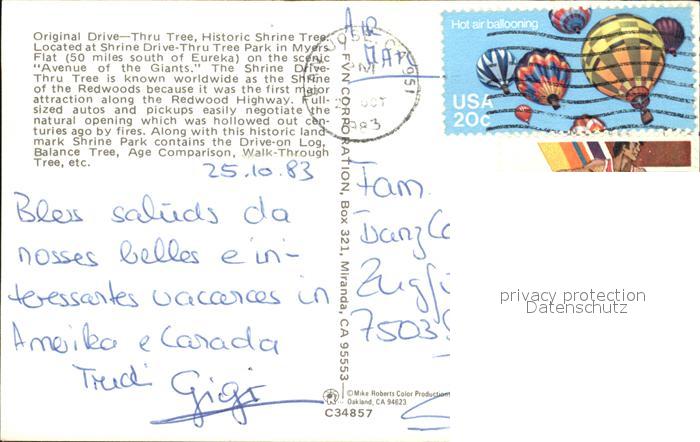 Original Drive—Thru Tree, Historic Shrine Tree.
Located at Shrine Drive-Thru Tree Park in Myers
Flat (50 miles south of Eureka) on the scenic
"Avenue of the Giants." The Shrine Drive-
Thru Tree is known worldwide as the Shrine
of the Redwoods because it was the first major
attraction along the Redwood Highway. Full-
sized autos and pickups easily negotiate the
natural opening which was hollowed out cen-
turies ago by fires. Along with this historic land-
mark Shrine Park contains the Drive-on Log,
Balance Tree, Age Comparison, Walk-Through
Tree, etc.
25.10.83
Bless salüds da
nosses belles e in-
teressantes vacances in
Amerika e Canada
Trudi Gigi
FVN CORPORATION, Box 321, Miranda, CA 95553
©Mike Roberts Color Production
Oakland, CA 94623
C34857
AIR
MAIL
PM
OCT
1983
951
Hot air ballooning
USA
20c
Fam.
75039
privacy protection
Datenschutz